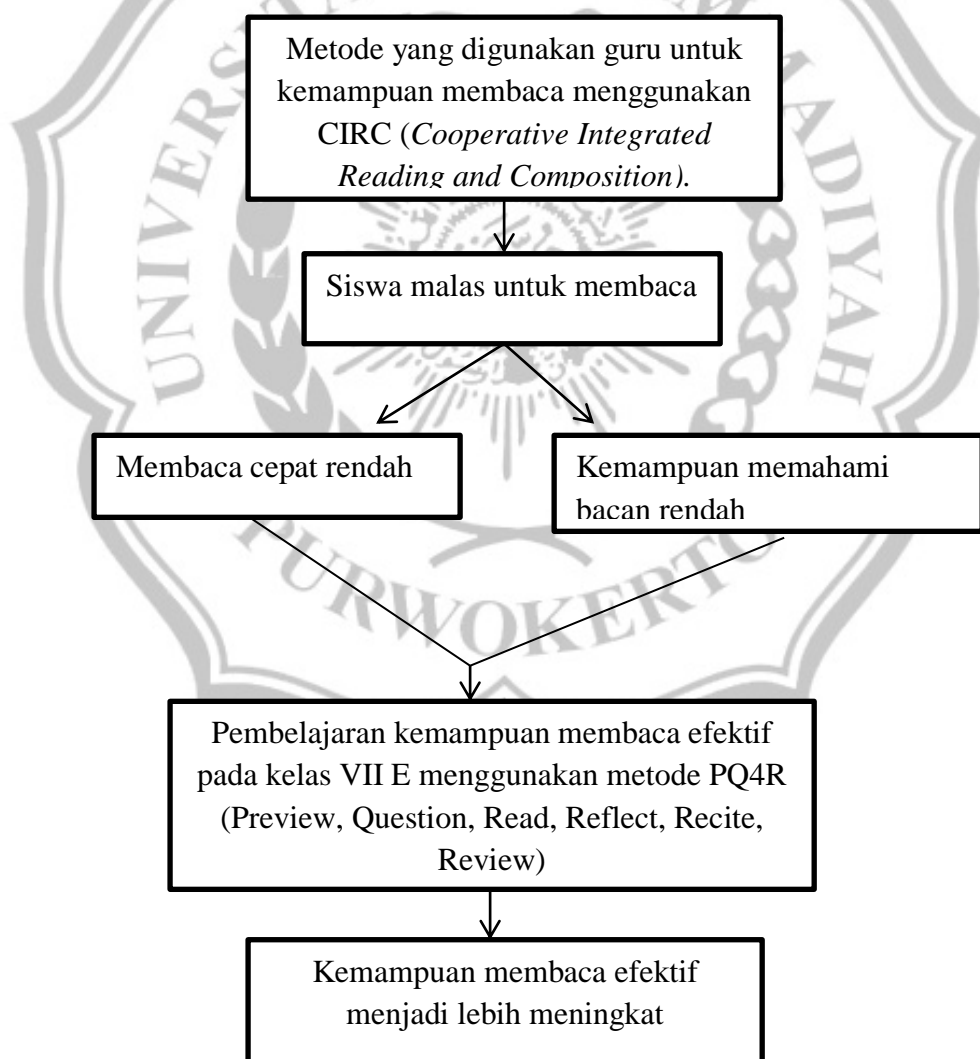 Metode yang digunakan guru untuk
kemampuan membaca menggunakan
CIRC (Cooperative Integrated
Reading and Composition).
Siswa malas untuk membaca
Membaca cepat rendah
Kemampuan memahami
bacan rendah
Pembelajaran kemampuan membaca efektif
pada kelas VII E menggunakan metode PQ4R
(Preview, Question, Read, Reflect, Recite,
Review)
Kemampuan membaca efektif
menjadi lebih meningkat
PURWOKERTO